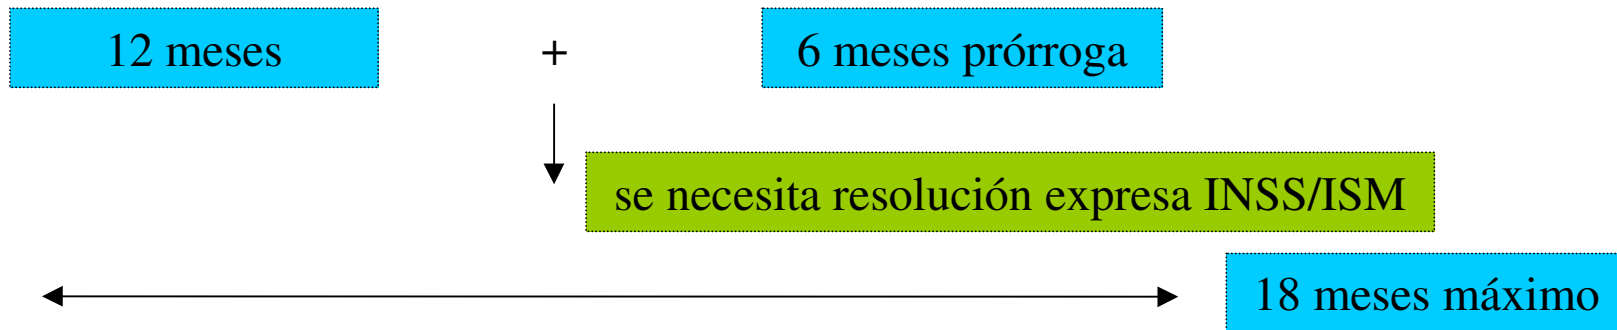 12 meses + 6 meses prórroga
se necesita resolución expresa INSS/ISM
18 meses máximo